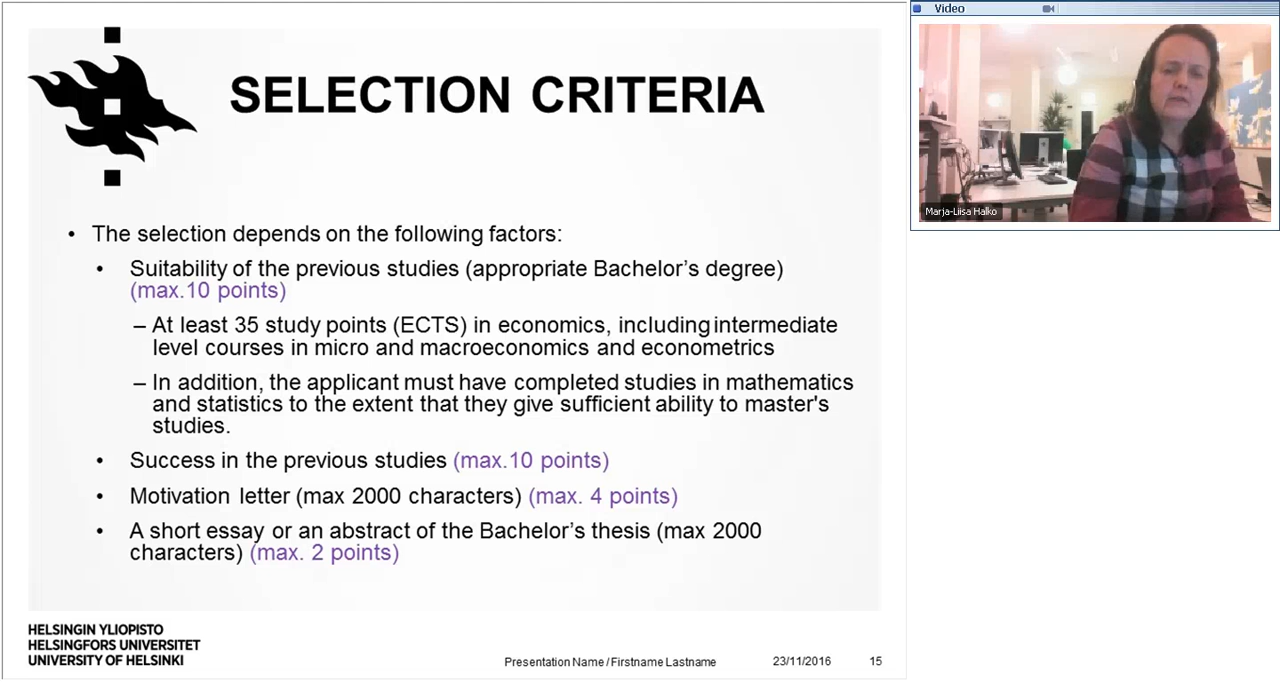 SELECTION CRITERIA
• The selection depends on the following factors:
• Suitability of the previous studies (appropriate Bachelor’s degree)
(max.10 points)
– At least 35 study points (ECTS) in economics, including intermediate
level courses in micro and macroeconomics and econometrics
– In addition, the applicant must have completed studies in mathematics
and statistics to the extent that they give sufficient ability to master's
studies.
• Success in the previous studies (max.10 points)
• Motivation letter (max 2000 characters) (max. 4 points)
• A short essay or an abstract of the Bachelor’s thesis (max 2000
characters) (max. 2 points)
HELSINGIN YLIOPISTO
HELSINGFORS UNIVERSITET
UNIVERSITY OF HELSINKI
Presentation Name / Firstname Lastname
23/11/2016
15
Video
Marja-Liisa Halko